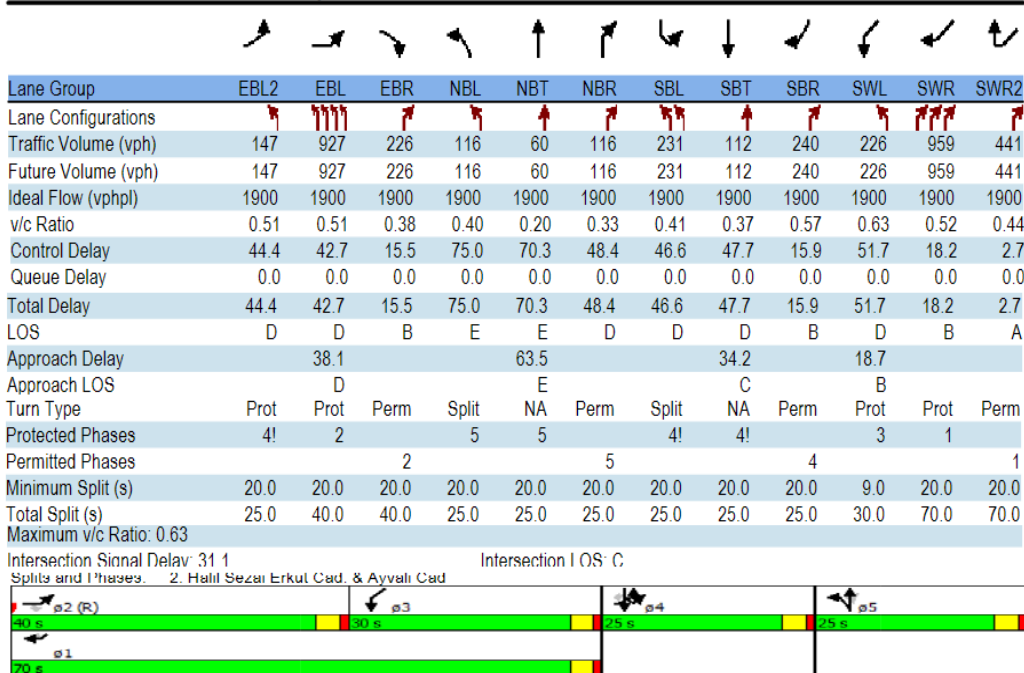 Lane Group EBL2 EBL EBR NBL NBT NBR SBL SBT SBR SWL SWR SWR2
Lane Configurations
Traffic Volume (vph) 147 927 226 116 60 116 231 112 240 226 959 441
Future Volume (vph) 147 927 226 116 60 116 231 112 240 226 959 441
Ideal Flow (vphpl) 1900 1900 1900 1900 1900 1900 1900 1900 1900 1900 1900 1900
v/c Ratio 0.51 0.51 0.38 0.40 0.20 0.33 0.41 0.37 0.57 0.63 0.52 0.44
Control Delay 44.4 42.7 15.5 75.0 70.3 48.4 46.6 47.7 15.9 51.7 18.2 2.7
Queue Delay 0.0 0.0 0.0 0.0 0.0 0.0 0.0 0.0 0.0 0.0 0.0 0.0
Total Delay 44.4 42.7 15.5 75.0 70.3 48.4 46.6 47.7 15.9 51.7 18.2 2.7
LOS D D B E E D D D B D B A
Approach Delay 38.1 63.5 34.2 18.7
Approach LOS D E C B
Turn Type Prot Prot Perm Split NA Perm Split NA Perm Prot Prot Perm
Protected Phases 4! 2 5 5 4! 4! 3 1
Permitted Phases 2 5 4 1
Minimum Split (s) 20.0 20.0 20.0 20.0 20.0 20.0 20.0 20.0 20.0 9.0 20.0 20.0
Total Split (s) 25.0 40.0 40.0 25.0 25.0 25.0 25.0 25.0 25.0 30.0 70.0 70.0
Maximum v/c Ratio: 0.63
Intersection Signal Delay: 31.1 Intersection LOS: C
Splits and Phases: 2: Halil Sezai Erkut Cad. & Ayvalı Cad
ø2 (R) ø3 ø4 ø5
40 s 30 s 25 s 25 s
ø1
70 s